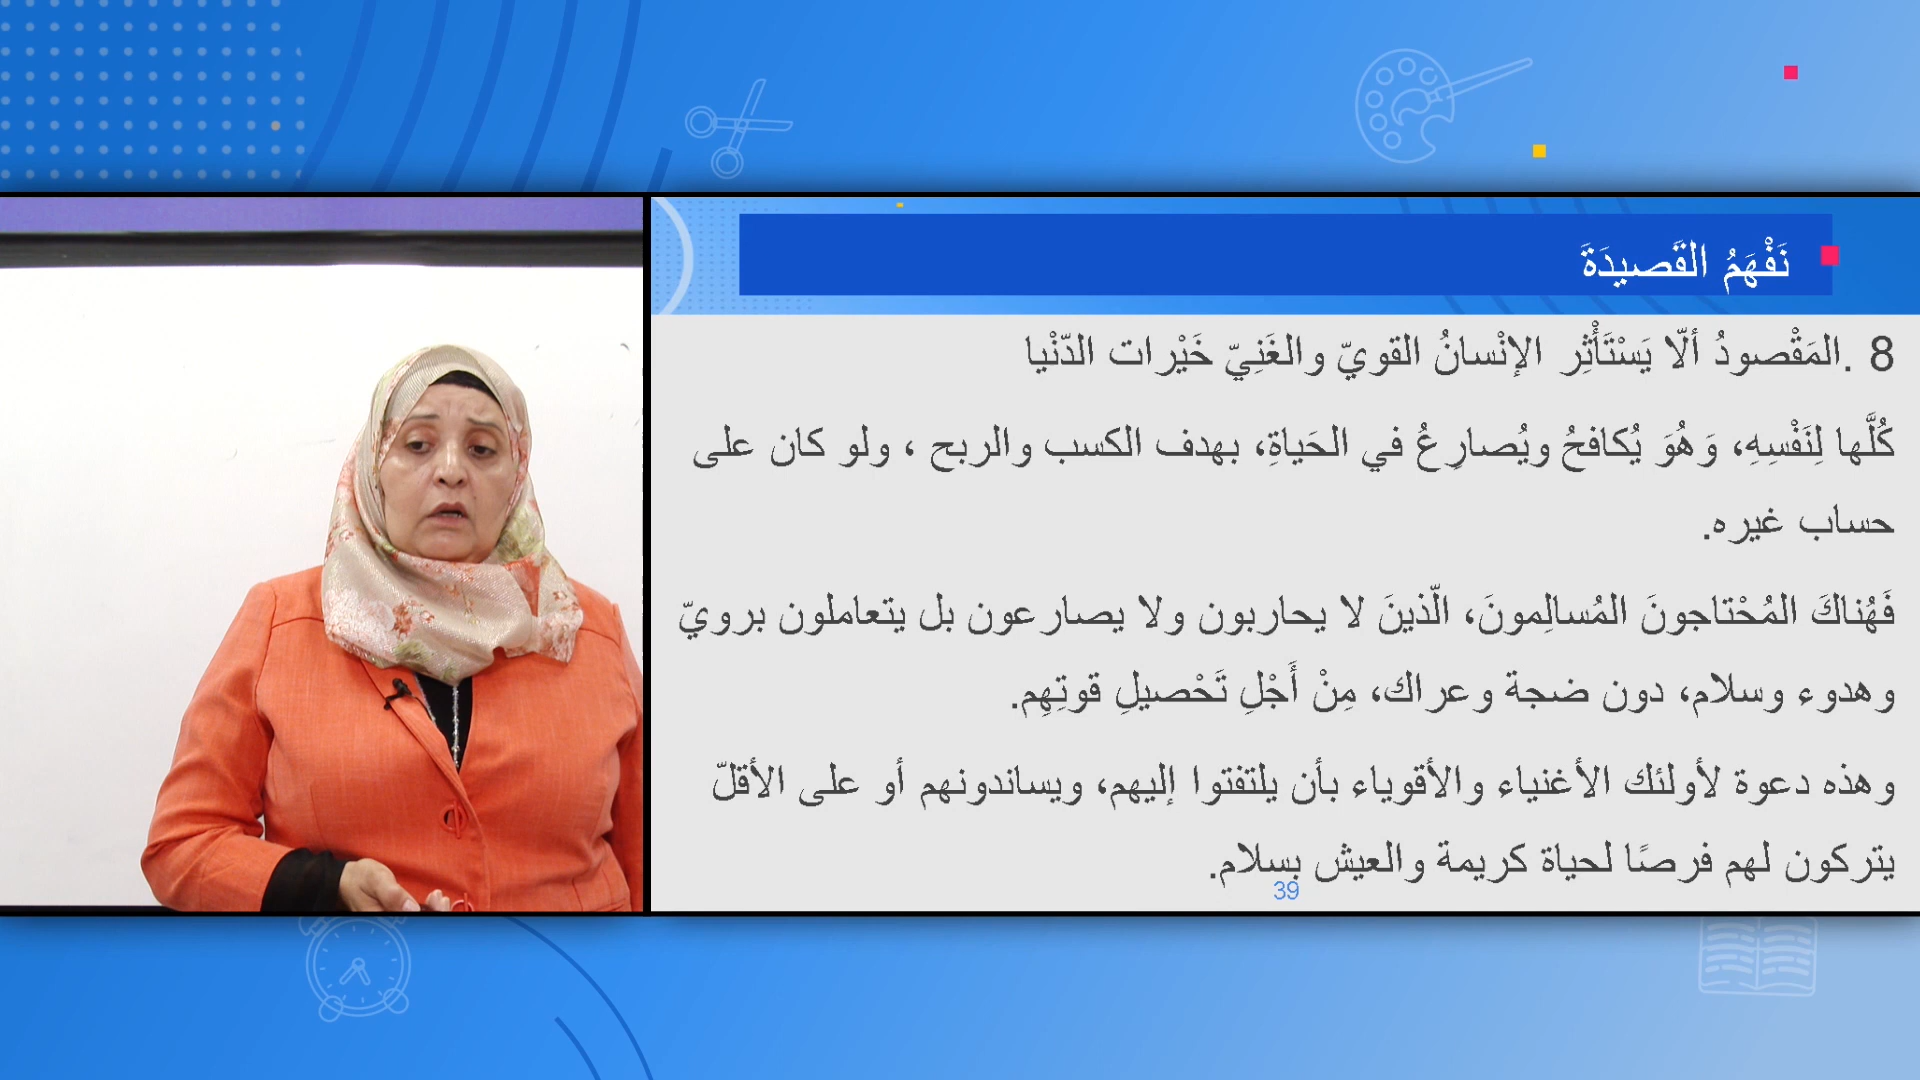 نَفْهَمُ القَصيدَةَ
8 .المَقْصودُ ألّا يَسْتَأْثِر الإنْسانُ القويّ والغَنِيّ خَيْرات الدّنْيا
كُلَّها لِنَفْسِهِ، وَهُوَ يُكافحُ ويُصارِعُ في الحَياةِ، بهدف الكسب والربح ، ولو كان على
حساب غيره.
فَهُناكَ المُحْتاجونَ المُسالِمونَ، الّذينَ لا يحاربون ولا يصارعون بل يتعاملون برويّ
وهدوء وسلام، دون ضجة وعراك، مِنْ أَجْلِ تَحْصيلِ قوتِهِم.
وهذه دعوة لأولئك الأغنياء والأقوياء بأن يلتفتوا إليهم، ويساندونهم أو على الأقلّ
يتركون لهم فرصًا لحياة كريمة والعيش بسلام.
39